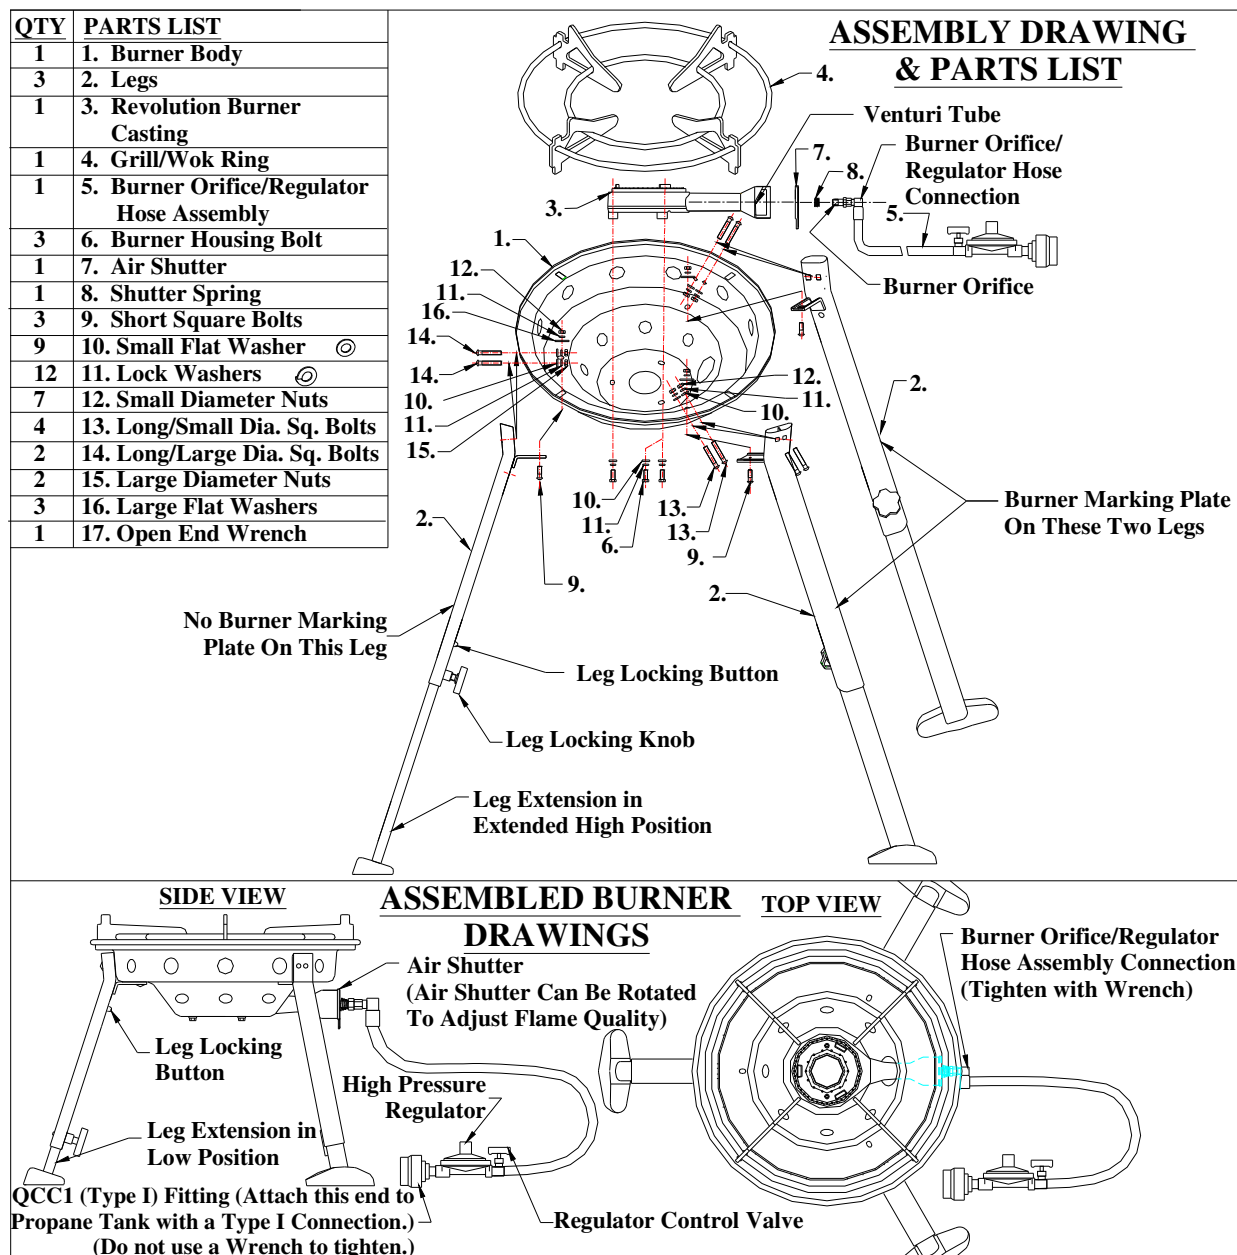 QTY PARTS LIST
1 1. Burner Body
3 2. Legs
1 3. Revolution Burner
Casting
1 4. Grill/Wok Ring
1 5. Burner Orifice/Regulator
Hose Assembly
3 6. Burner Housing Bolt
1 7. Air Shutter
1 8. Shutter Spring
3 9. Short Square Bolts
9 10. Small Flat Washer
12 11. Lock Washers
7 12. Small Diameter Nuts
4 13. Long/Small Dia. Sq. Bolts
2 14. Long/Large Dia. Sq. Bolts
2 15. Large Diameter Nuts
3 16. Large Flat Washers
1 17. Open End Wrench
ASSEMBLY DRAWING
& PARTS LIST
4.
Venturi Tube
7.
8.
Burner Orifice/
Regulator Hose
Connection
3.
5.
1.
Burner Orifice
12.
11.
16.
14.
14.
10.
11.
15.
12.
11.
10.
2.
10.
11.
6.
13.
13.
9.
9.
2.
2.
Burner Marking Plate
On These Two Legs
No Burner Marking
Plate On This Leg
Leg Locking Button
Leg Locking Knob
Leg Extension in
Extended High Position
SIDE VIEW
ASSEMBLED BURNER
DRAWINGS
TOP VIEW
Air Shutter
(Air Shutter Can Be Rotated
To Adjust Flame Quality)
Burner Orifice/Regulator
Hose Assembly Connection
(Tighten with Wrench)
Leg Locking
Button
High Pressure
Regulator
Leg Extension in
Low Position
QCC1 (Type I) Fitting (Attach this end to
Propane Tank with a Type I Connection.)
(Do not use a Wrench to tighten.)
Regulator Control Valve